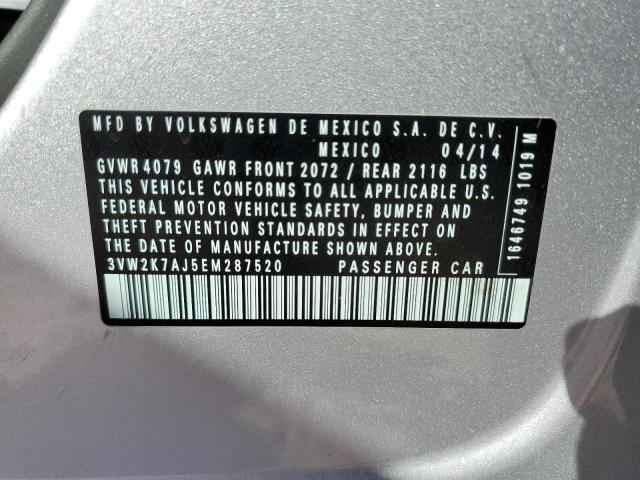 MFD BY VOLKSWAGEN DE MEXICO S.A. DE C.V.
MEXICO 04/14
GVWR 4079 GAWR FRONT 2072 / REAR 2116 LBS
THIS VEHICLE CONFORMS TO ALL APPLICABLE U.S.
FEDERAL MOTOR VEHICLE SAFETY, BUMPER AND
THEFT PREVENTION STANDARDS IN EFFECT ON
THE DATE OF MANUFACTURE SHOWN ABOVE.
3VW2K7AJ5EM287520 PASSENGER CAR
1646749 1019 M